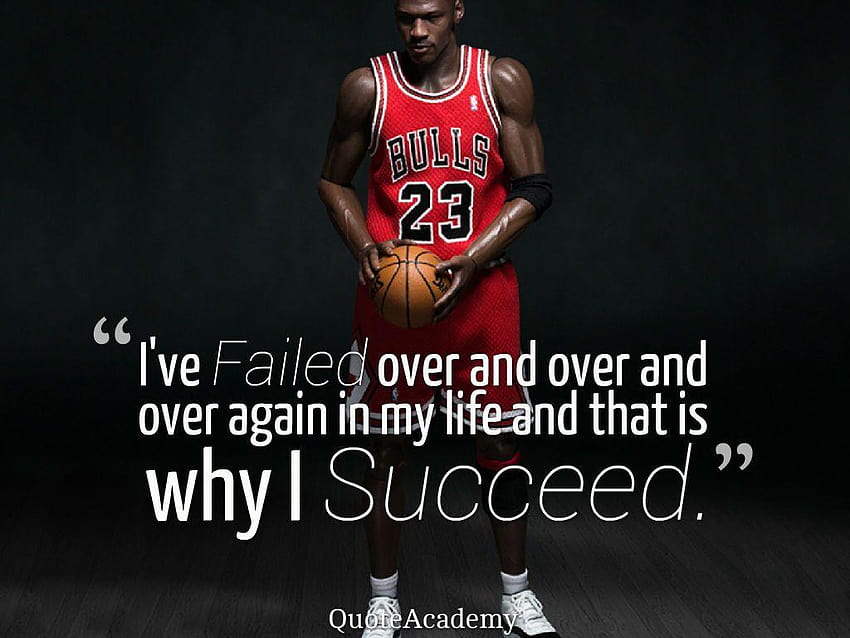 BULLS
23
“I've Failed over and over and
over again in my life and that is
why I Succeed.”
QuoteAcademy